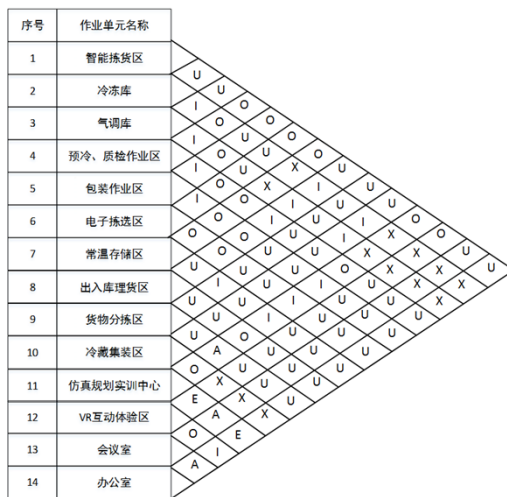 序号 作业单元名称
1 智能拣货区
2 冷冻库
3 气调库
4 预冷、质检作业区
5 包装作业区
6 电子拣选区
7 常温存储区
8 出入库理货区
9 货物分拣区
10 冷藏集装区
11 仿真规划实训中心
12 VR互动体验区
13 会议室
14 办公室
U
U
I O
O O
I U O
O U O
I U X U
O X I U
I O I U U
O I U I O
O O U I X O
O U U X X U
U U U O X X U
I U I U X X
U U I U U X
U I U U U
U O U U U
A U U U
O U U U
X U U
E X U
A X
O E
I
A